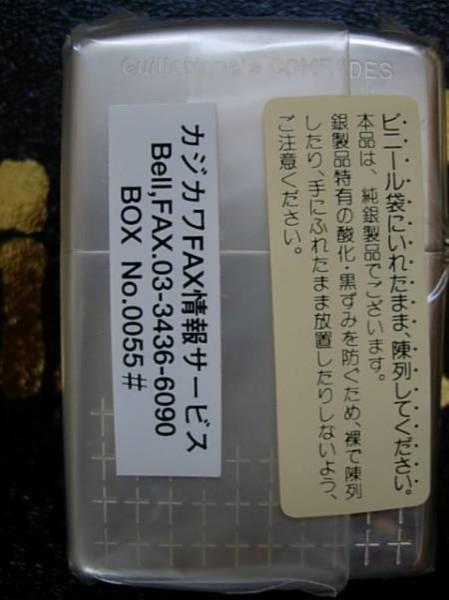 Guillotine's COMRADES
ビニール袋にいれたまま、陳列してください。
本品は、純銀製品でございます。
銀製品特有の酸化・黒ずみを防ぐため、裸で陳列
したり、手にふれたまま放置したりしないよう、
ご注意ください。
カジカワFAX情報サービス
Bell,FAX.03-3436-6090
BOX No.0055#